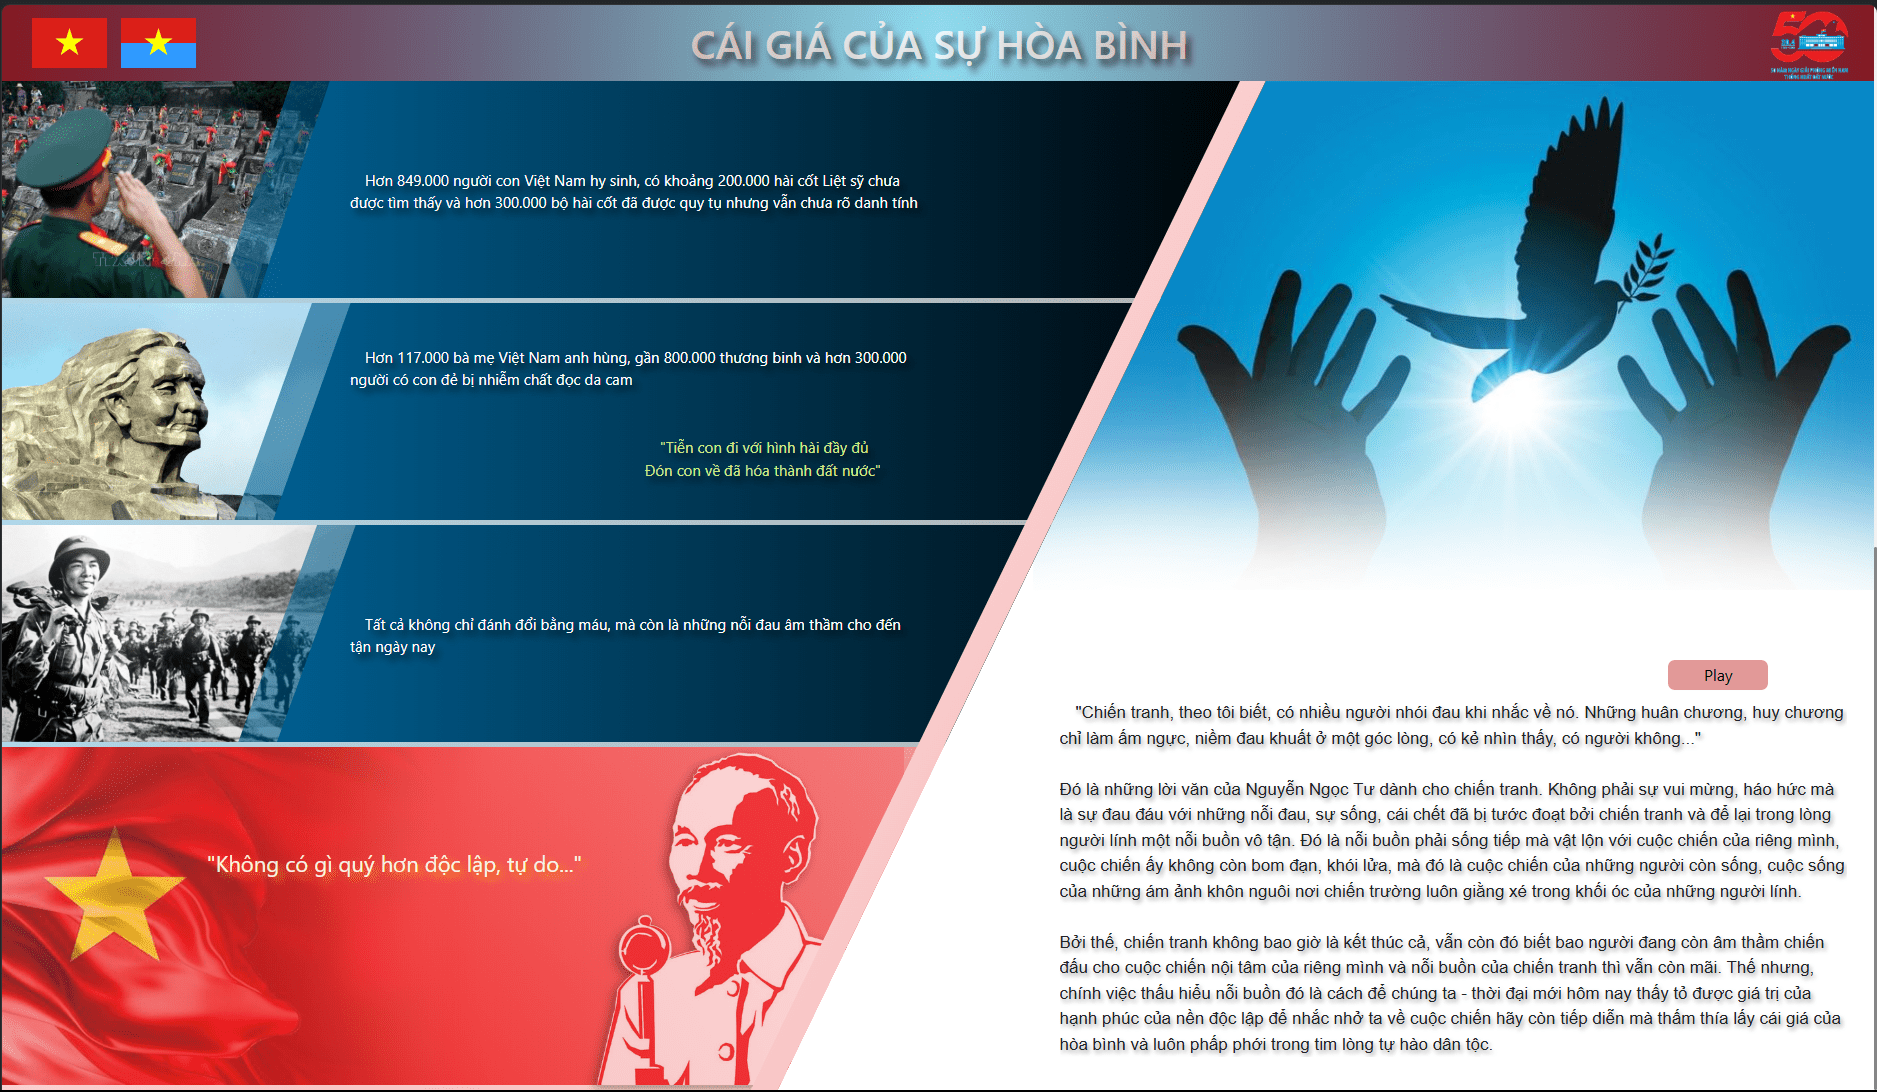 CÁI GIÁ CỦA SỰ HÒA BÌNH
50 NĂM NGÀY GIẢI PHÓNG MIỀN NAM
THỐNG NHẤT ĐẤT NƯỚC
Hơn 849.000 người con Việt Nam hy sinh, có khoảng 200.000 hài cốt Liệt sỹ chưa
được tìm thấy và hơn 300.000 bộ hài cốt đã được quy tụ nhưng vẫn chưa rõ danh tính
Hơn 117.000 bà mẹ Việt Nam anh hùng, gần 800.000 thương binh và hơn 300.000
người có con đẻ bị nhiễm chất đọc da cam
"Tiễn con đi với hình hài đầy đủ
Đón con về đã hóa thành đất nước"
Tất cả không chỉ đánh đổi bằng máu, mà còn là những nỗi đau âm thầm cho đến
tận ngày nay
"Không có gì quý hơn độc lập, tự do..."
Play
"Chiến tranh, theo tôi biết, có nhiều người nhói đau khi nhắc về nó. Những huân chương, huy chương
chỉ làm ấm ngực, niềm đau khuất ở một góc lòng, có kẻ nhìn thấy, có người không..."
Đó là những lời văn của Nguyễn Ngọc Tư dành cho chiến tranh. Không phải sự vui mừng, háo hức mà
là sự đau đáu với những nỗi đau, sự sống, cái chết đã bị tước đoạt bởi chiến tranh và để lại trong lòng
người lính một nỗi buồn vô tận. Đó là nỗi buồn phải sống tiếp mà vật lộn với cuộc chiến của riêng mình,
cuộc chiến ấy không còn bom đạn, khói lửa, mà đó là cuộc chiến của những người còn sống, cuộc sống
của những ám ảnh khôn nguôi nơi chiến trường luôn giằng xé trong khối óc của những người lính.
Bởi thế, chiến tranh không bao giờ là kết thúc cả, vẫn còn đó biết bao người đang còn âm thầm chiến
đấu cho cuộc chiến nội tâm của riêng mình và nỗi buồn của chiến tranh thì vẫn còn mãi. Thế nhưng,
chính việc thấu hiểu nỗi buồn đó là cách để chúng ta - thời đại mới hôm nay thấy tỏ được giá trị của
hạnh phúc của nền độc lập để nhắc nhở ta về cuộc chiến hãy còn tiếp diễn mà thấm thía lấy cái giá của
hòa bình và luôn phấp phới trong tim lòng tự hào dân tộc.